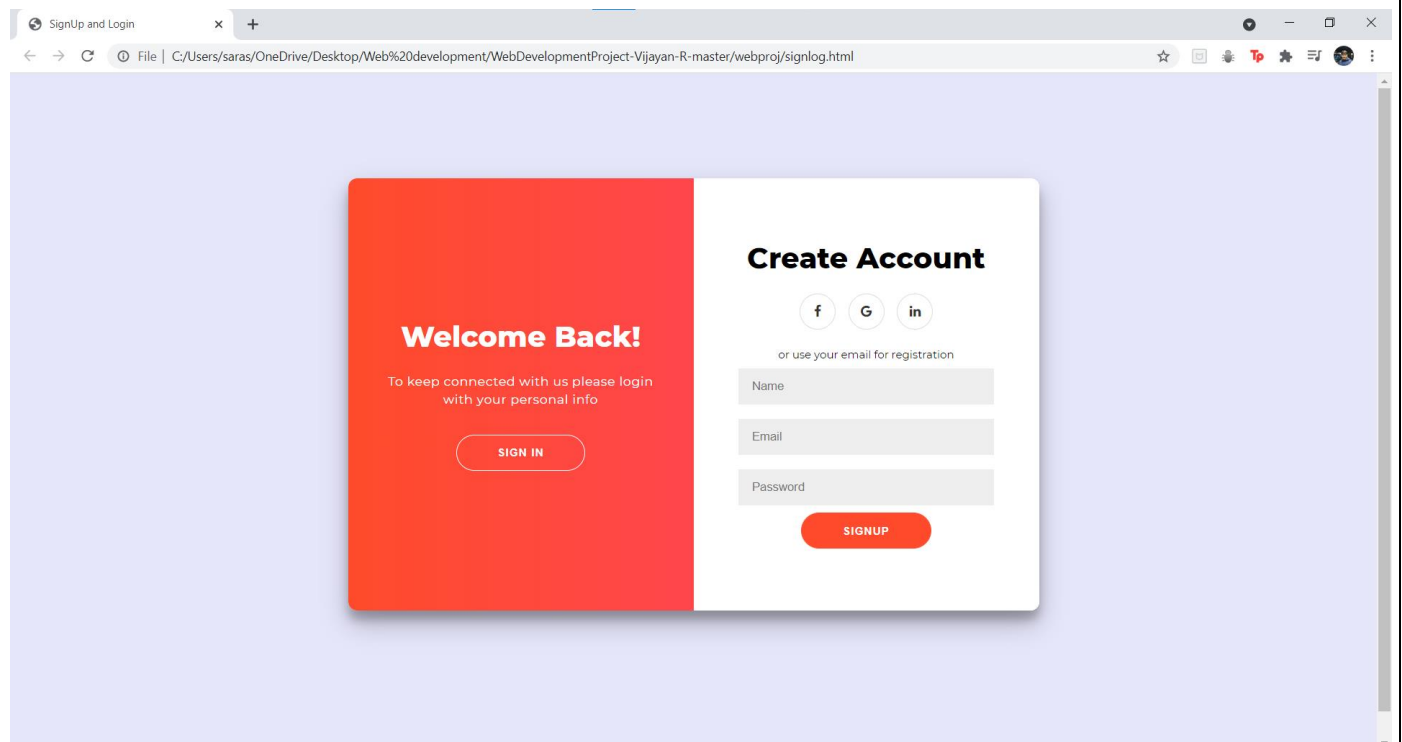 SignUp and Login
File | C:/Users/saras/OneDrive/Desktop/Web%20development/WebDevelopmentProject-Vijayan-R-master/webproj/signlog.html
Tp
Welcome Back!
To keep connected with us please login
with your personal info
SIGN IN
Create Account
f G in
or use your email for registration
Name
Email
Password
SIGNUP